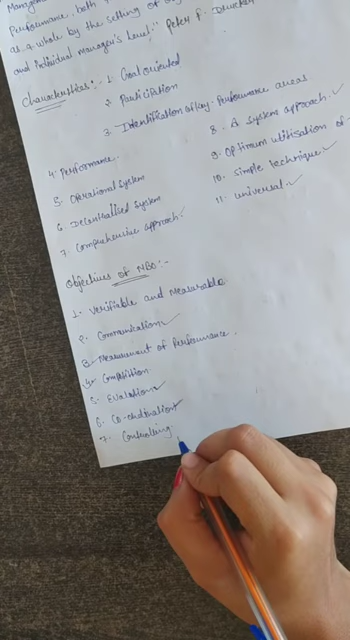 Performance both
as a whole by the setting of
and Individual manager's Level." Peter F. Drucker
Characteristics:- 1. Goal oriented
2. Participation
3. Identification of key-Performance areas
4. Performance.
5. Operational System
6. Decentralised System
7. Comprehensive approach.
8. A System approach.
9. Optimum utilisation of
10. Simple technique
11. universal
Objectives of MBO:-
1. Verifiable and Measurable
2. Communication
3. Measurement of Performance.
5. Evaluation
6. Co-ordination
7. Controlling